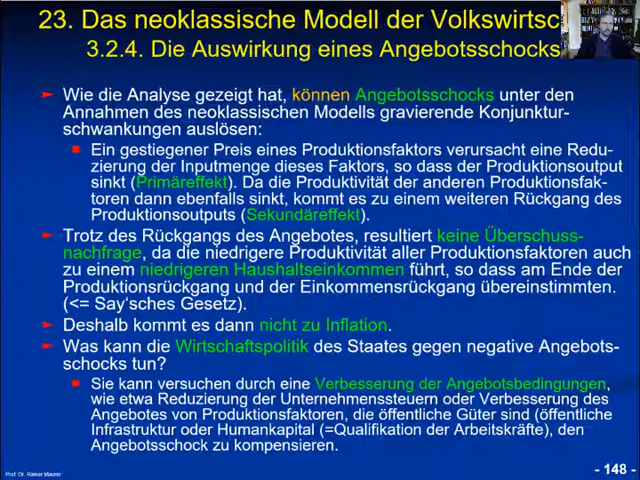 23. Das neoklassische Modell der Volkswirtsc
3.2.4. Die Auswirkung eines Angebotsschocks
Wie die Analyse gezeigt hat, können Angebotsschocks unter den
Annahmen des neoklassischen Modells gravierende Konjunktur-
schwankungen auslösen:
Ein gestiegener Preis eines Produktionsfaktors verursacht eine Redu-
zierung der Inputmenge dieses Faktors, so dass der Produktionsoutput
sinkt (Primäreffekt). Da die Produktivität der anderen Produktionsfak-
toren dann ebenfalls sinkt, kommt es zu einem weiteren Rückgang des
Produktionsoutputs (Sekundäreffekt).
Trotz des Rückgangs des Angebotes, resultiert keine Überschuss-
nachfrage, da die niedrigere Produktivität aller Produktionsfaktoren auch
zu einem niedrigeren Haushaltseinkommen führt, so dass am Ende der
Produktionsrückgang und der Einkommensrückgang übereinstimmten.
(<= Say'sches Gesetz).
Deshalb kommt es dann nicht zu Inflation.
Was kann die Wirtschaftspolitik des Staates gegen negative Angebots-
schocks tun?
Sie kann versuchen durch eine Verbesserung der Angebotsbedingungen,
wie etwa Reduzierung der Unternehmenssteuern oder Verbesserung des
Angebotes von Produktionsfaktoren, die öffentliche Güter sind (öffentliche
Infrastruktur oder Humankapital (=Qualifikation der Arbeitskräfte), den
Angebotsschock zu kompensieren.
Prof. Dr. Rainer Maurer
- 148 -